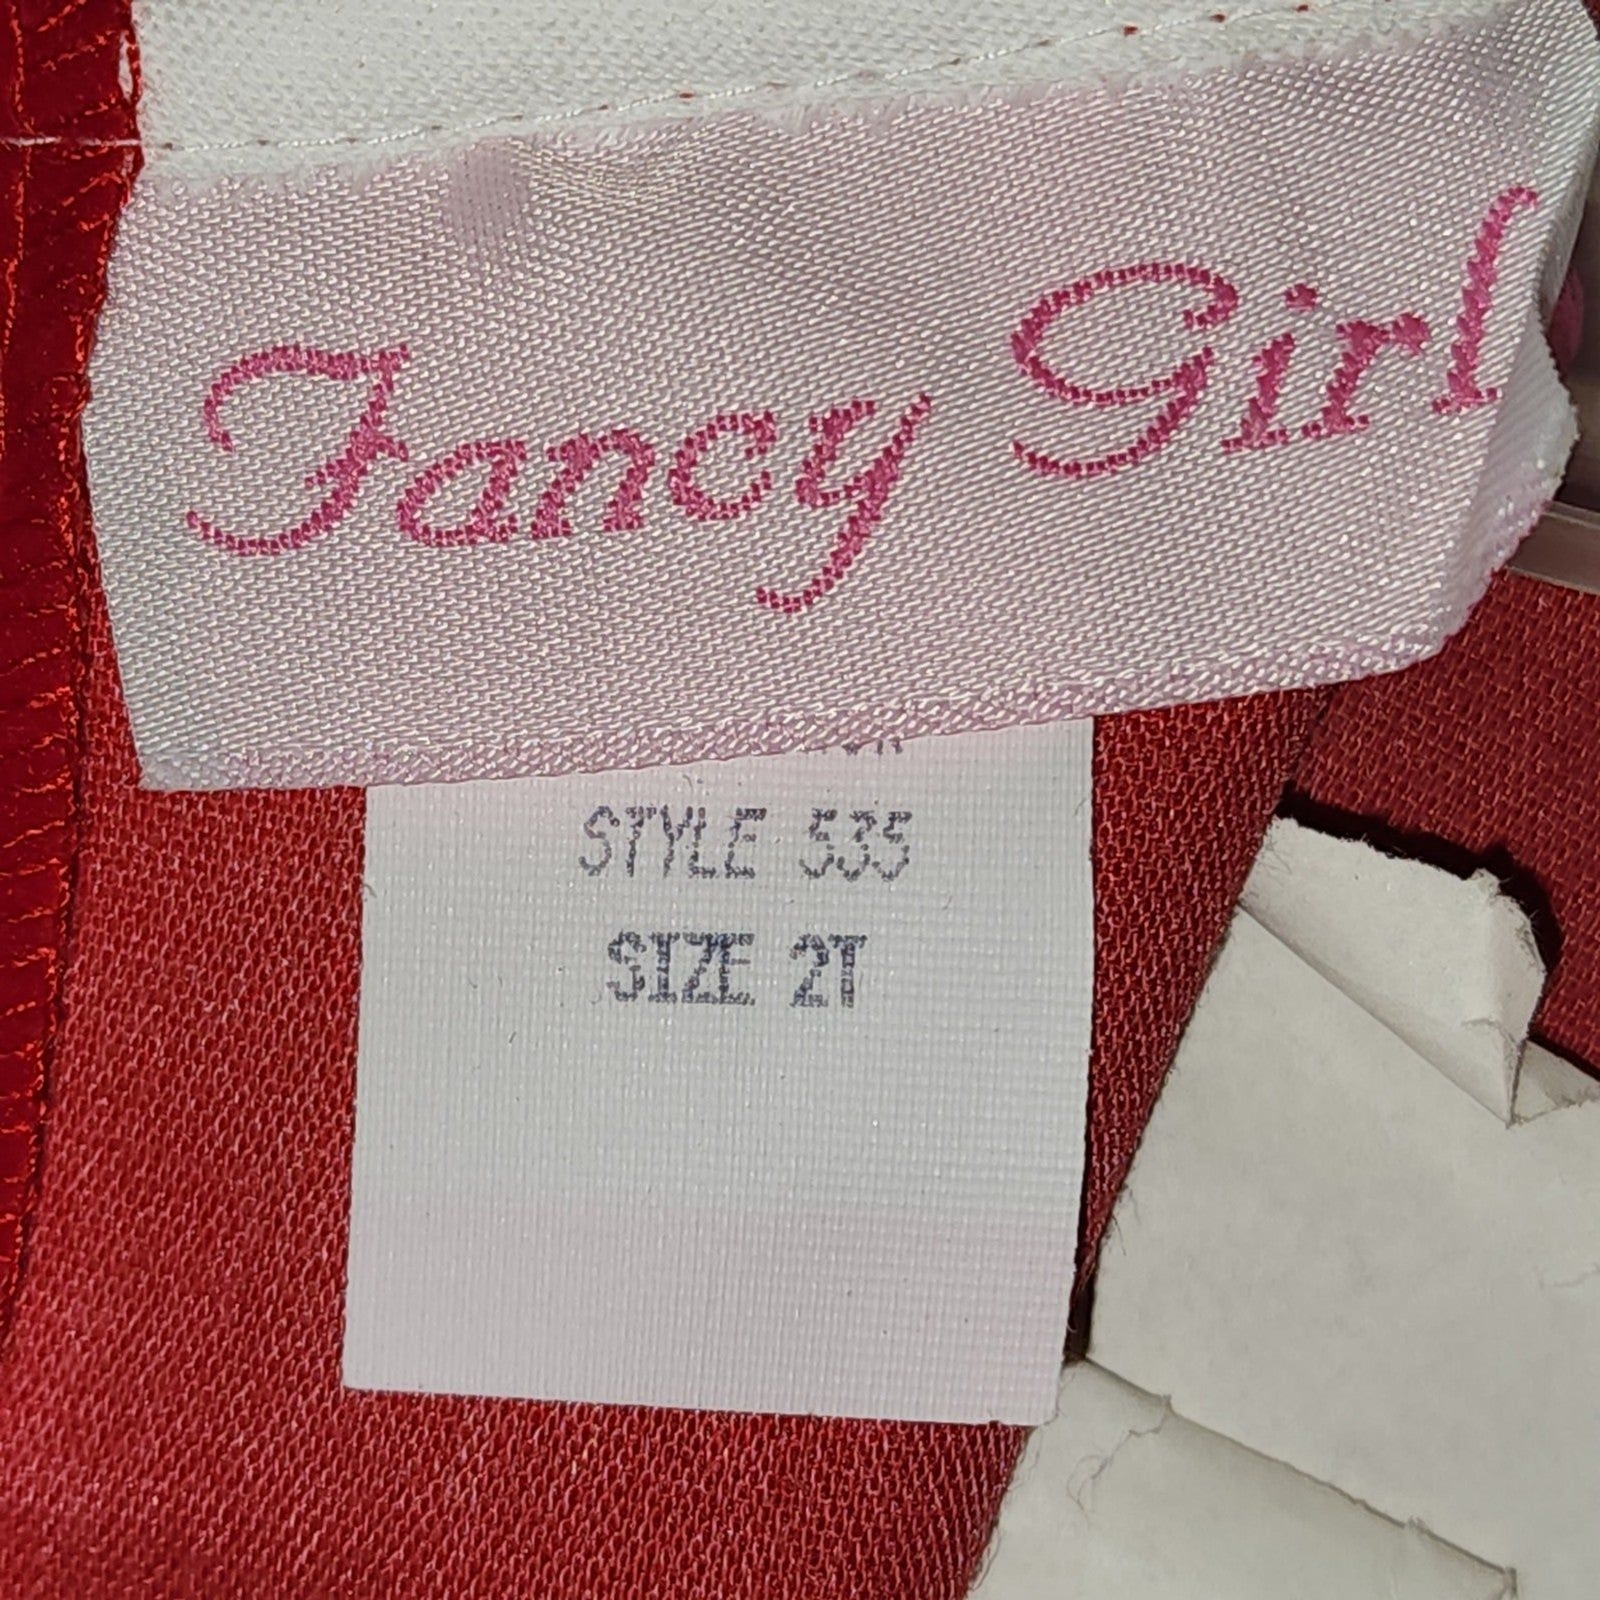 Fancy Girl
STYLE 535
SIZE 2T